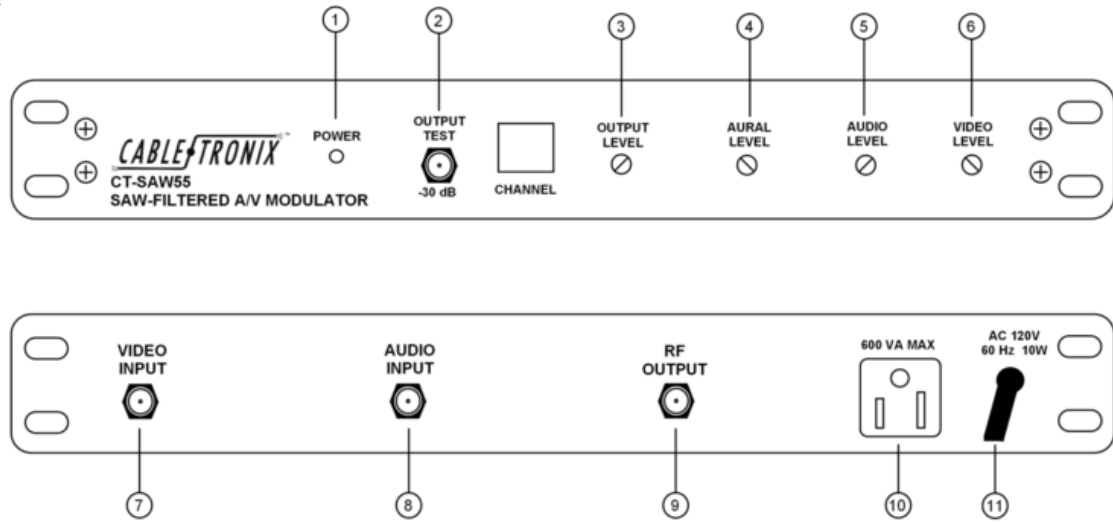 1 2 3 4 5 6
POWER
OUTPUT
TEST
-30 dB
CHANNEL
OUTPUT
LEVEL
AURAL
LEVEL
AUDIO
LEVEL
VIDEO
LEVEL
CABLETRONIX™
CT-SAW55
SAW-FILTERED A/V MODULATOR
VIDEO
INPUT
AUDIO
INPUT
RF
OUTPUT
600 VA MAX
AC 120V
60 Hz 10W
7 8 9 10 11